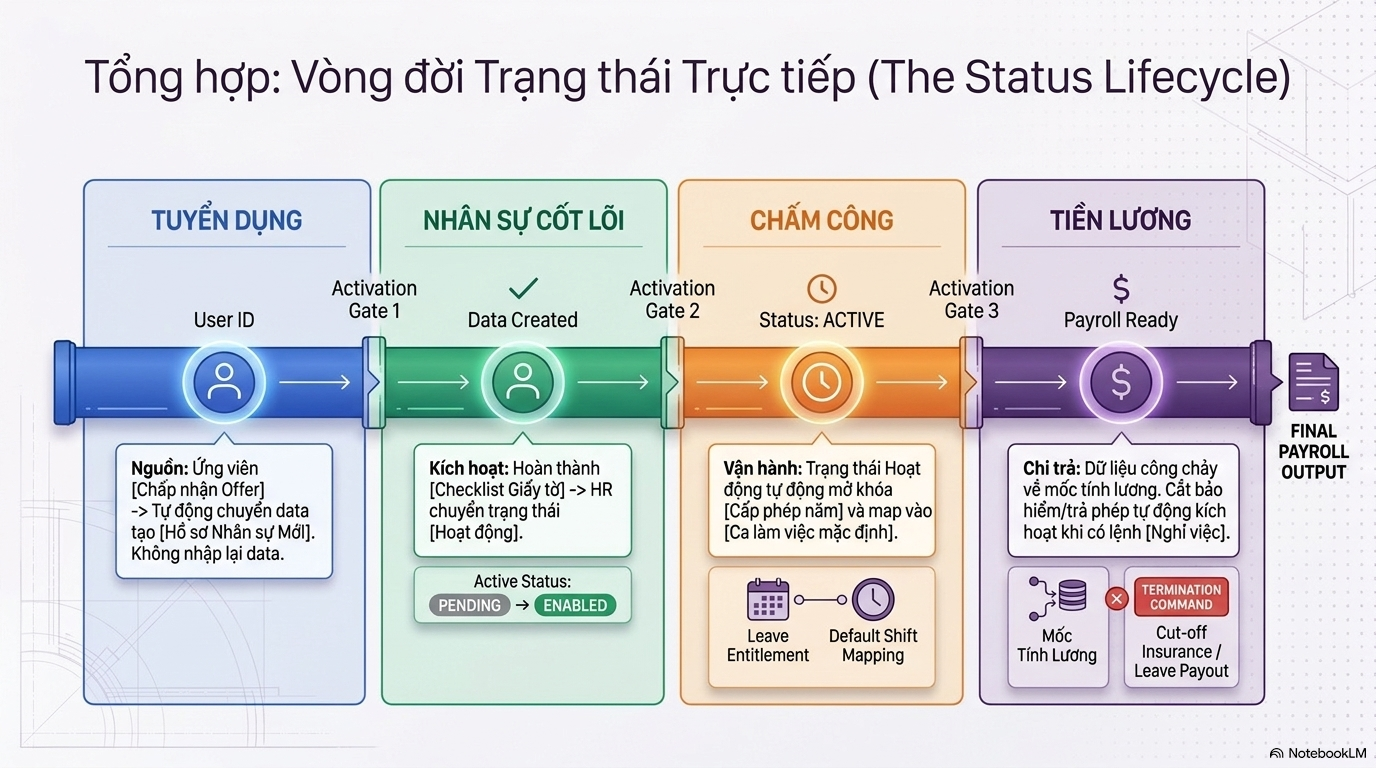 Tổng hợp: Vòng đời Trạng thái Trực tiếp (The Status Lifecycle)
TUYỂN DỤNG
User ID
Nguồn: Ứng viên
[Chấp nhận Offer]
-> Tự động chuyển data
tạo [Hồ sơ Nhân sự Mới].
Không nhập lại data.
Activation
Gate 1
NHÂN SỰ CỐT LÕI
Data Created
Kích hoạt: Hoàn thành
[Checklist Giấy tờ] -> HR
chuyển trạng thái
[Hoạt động].
Active Status:
PENDING → ENABLED
Activation
Gate 2
CHẤM CÔNG
Status: ACTIVE
Vận hành: Trạng thái Hoạt
động tự động mở khóa
[Cấp phép năm] và map vào
[Ca làm việc mặc định].
Leave
Entitlement
Default Shift
Mapping
Activation
Gate 3
TIỀN LƯƠNG
$
Payroll Ready
$
Chi trả: Dữ liệu công chảy
về mốc tính lương. Cắt bảo
hiểm/trả phép tự động kích
hoạt khi có lệnh [Nghỉ việc].
Mốc
Tính Lương
TERMINATION
COMMAND
Cut-off
Insurance /
Leave Payout
$
FINAL
PAYROLL
OUTPUT
NotebookLM